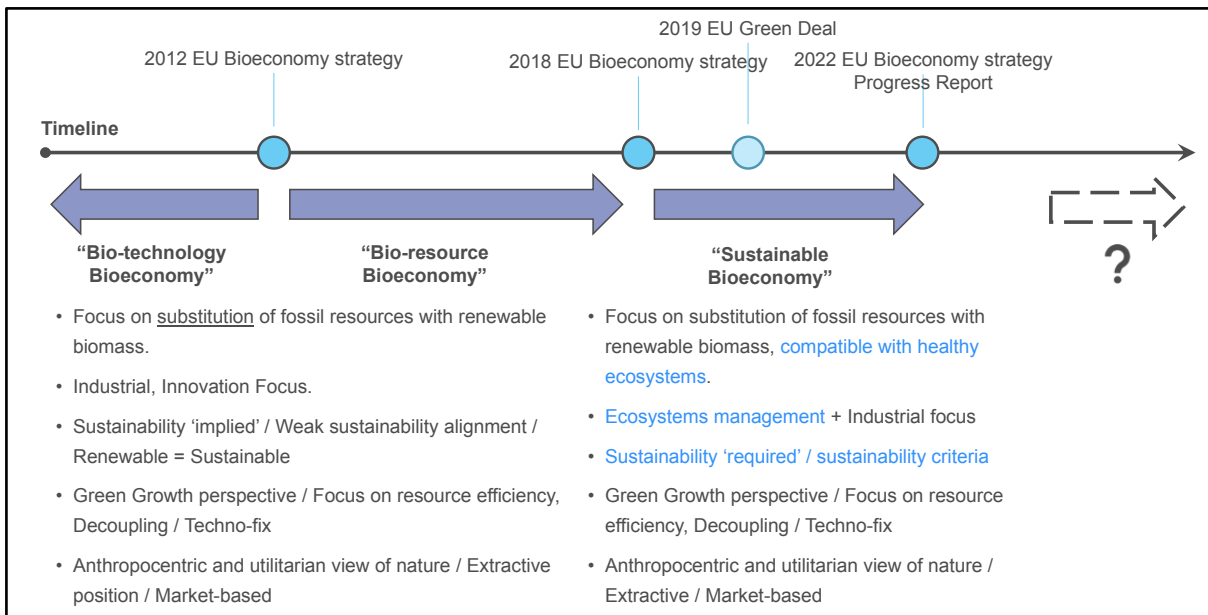 2019 EU Green Deal
2012 EU Bioeconomy strategy
2018 EU Bioeconomy strategy
2022 EU Bioeconomy strategy
Progress Report
Timeline
“Bio-technology
Bioeconomy”
“Bio-resource
Bioeconomy”
“Sustainable
Bioeconomy”
?
• Focus on substitution of fossil resources with renewable
biomass.
• Industrial, Innovation Focus.
• Sustainability ‘implied’ / Weak sustainability alignment /
Renewable = Sustainable
• Green Growth perspective / Focus on resource efficiency,
Decoupling / Techno-fix
• Anthropocentric and utilitarian view of nature / Extractive
position / Market-based
• Focus on substitution of fossil resources with
renewable biomass, compatible with healthy
ecosystems.
• Ecosystems management + Industrial focus
• Sustainability ‘required’ / sustainability criteria
• Green Growth perspective / Focus on resource
efficiency, Decoupling / Techno-fix
• Anthropocentric and utilitarian view of nature /
Extractive / Market-based